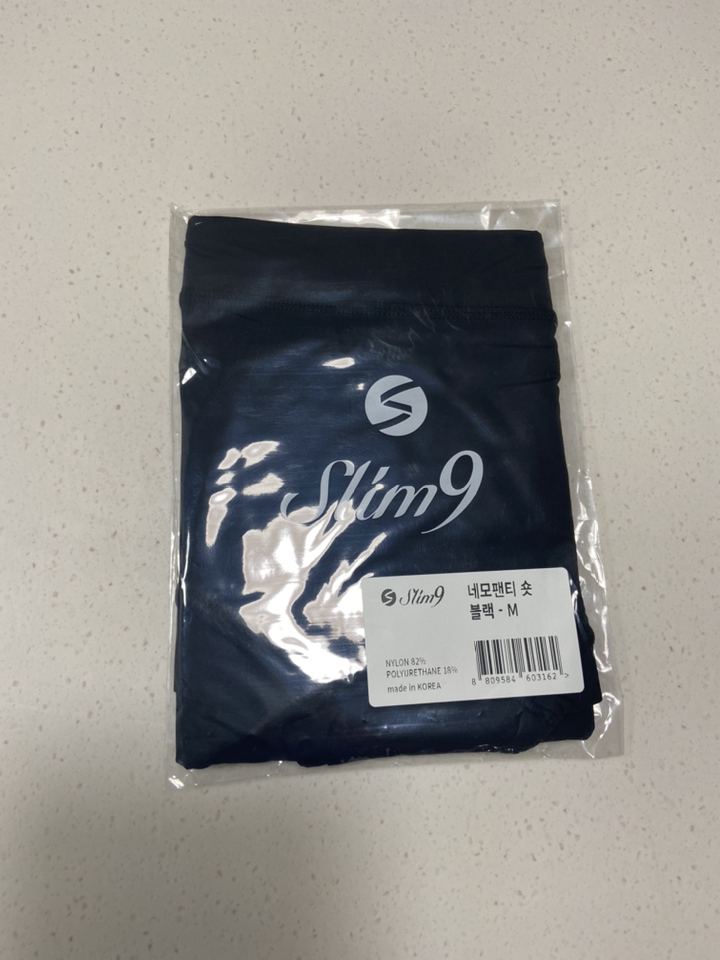 Slim9
Slim9
네모팬티 숏
블랙 - M
NYLON 82%
POLYURETHANE 18%
made in KOREA
8 809584 603162 >